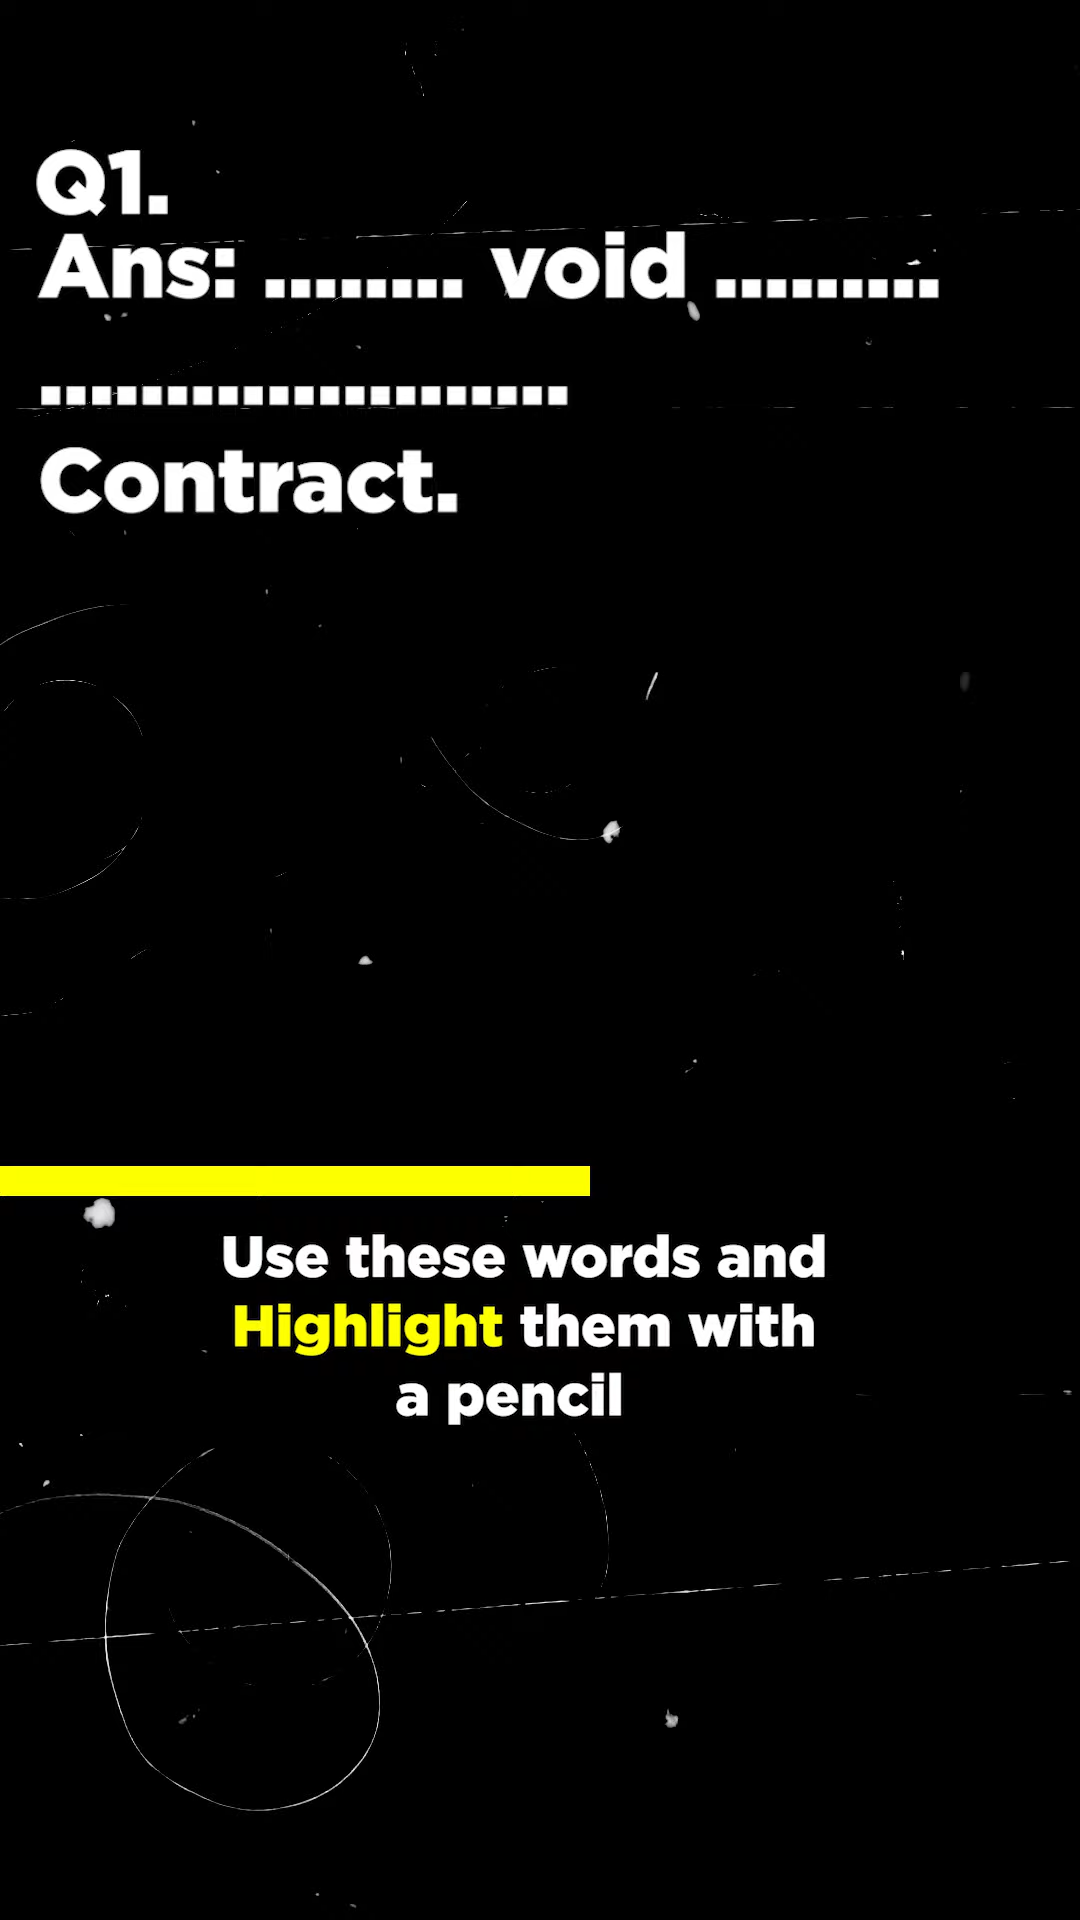 Q1.
Ans: ........ void .........
.....................
Contract.
Use these words and
Highlight them with
a pencil